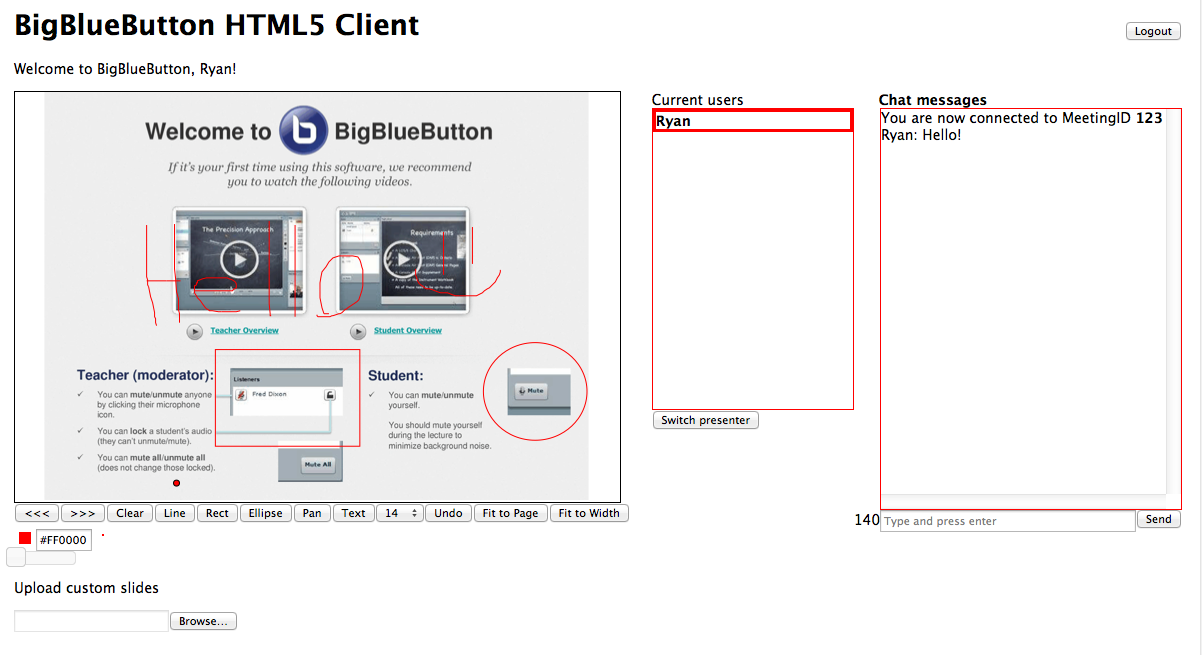 BigBlueButton HTML5 Client
Logout
Welcome to BigBlueButton, Ryan!
Welcome to BigBlueButton
If it's your first time using this software, we recommend
you to watch the following videos.
The Precision Approach
Requirements
Teacher Overview
Student Overview
Teacher (moderator):
You can mute/unmute anyone
by clicking their microphone
icon.
You can lock a student's audio
(they can't unmute/mute).
You can mute all/unmute all
(does not change those locked).
Listeners
Fred Dixon
Mute All
Student:
You can mute/unmute
yourself.
You should mute yourself
during the lecture to
minimize background noise.
Mute
<<< >>> Clear Line Rect Ellipse Pan Text 14 Undo Fit to Page Fit to Width
#FF0000
Upload custom slides
Browse...
Current users
Ryan
Switch presenter
Chat messages
You are now connected to MeetingID 123
Ryan: Hello!
140 Type and press enter Send